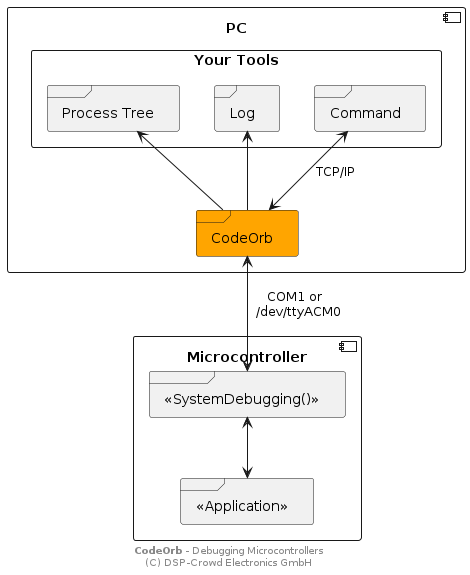 PC
Your Tools
Process Tree
Log
Command
TCP/IP
CodeOrb
COM1 or
/dev/ttyACM0
Microcontroller
«SystemDebugging()»
«Application»
CodeOrb - Debugging Microcontrollers
(C) DSP-Crowd Electronics GmbH